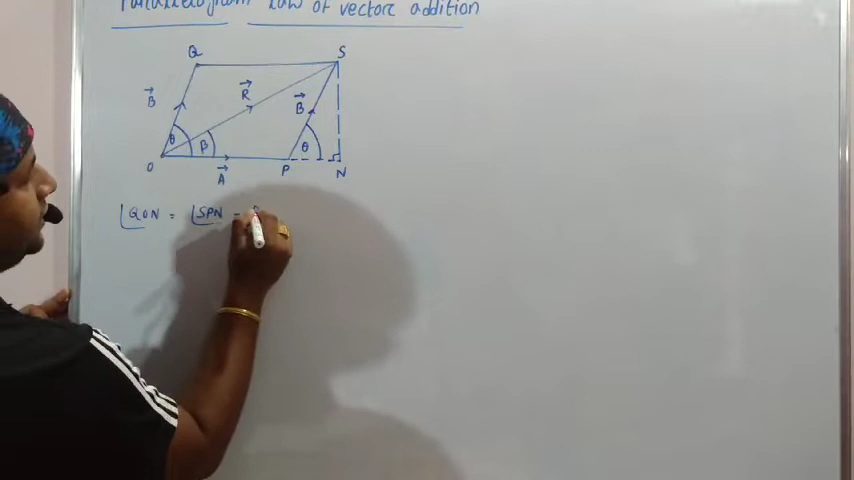 Parallelogram Law of vector addition
Q S
B⃗ R⃗ B⃗
θ β θ
O A⃗ P N
∠QON = ∠SPN =